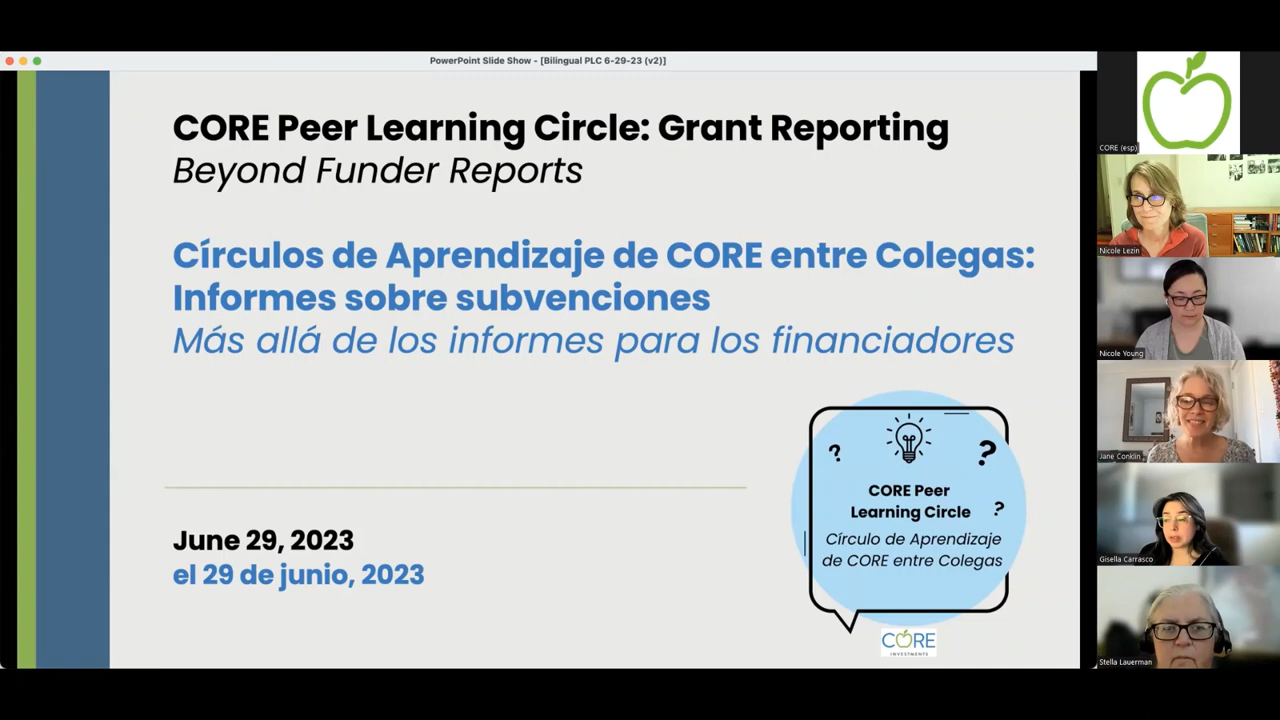 PowerPoint Slide Show - [Bilingual PLC 6-29-23 (v2)]
CORE Peer Learning Circle: Grant Reporting
Beyond Funder Reports
Círculos de Aprendizaje de CORE entre Colegas:
Informes sobre subvenciones
Más allá de los informes para los financiadores
June 29, 2023
el 29 de junio, 2023
? ?
CORE Peer
Learning Circle ?
Círculo de Aprendizaje
de CORE entre Colegas
CORE
INVESTMENTS
CORE (esp)
Nicole Lezin
Nicole Young
Jane Conklin
Gisella Carrasco
Stella Lauerman